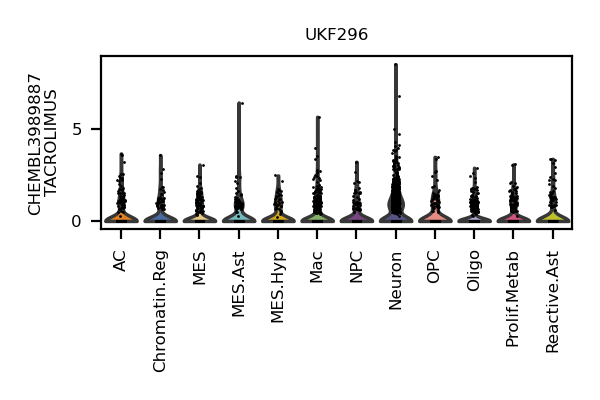 UKF296
CHEMBL3989887
TACROLIMUS
5
0
AC
Chromatin.Reg
MES
MES.Ast
MES.Hyp
Mac
NPC
Neuron
OPC
Oligo
Prolif.Metab
Reactive.Ast